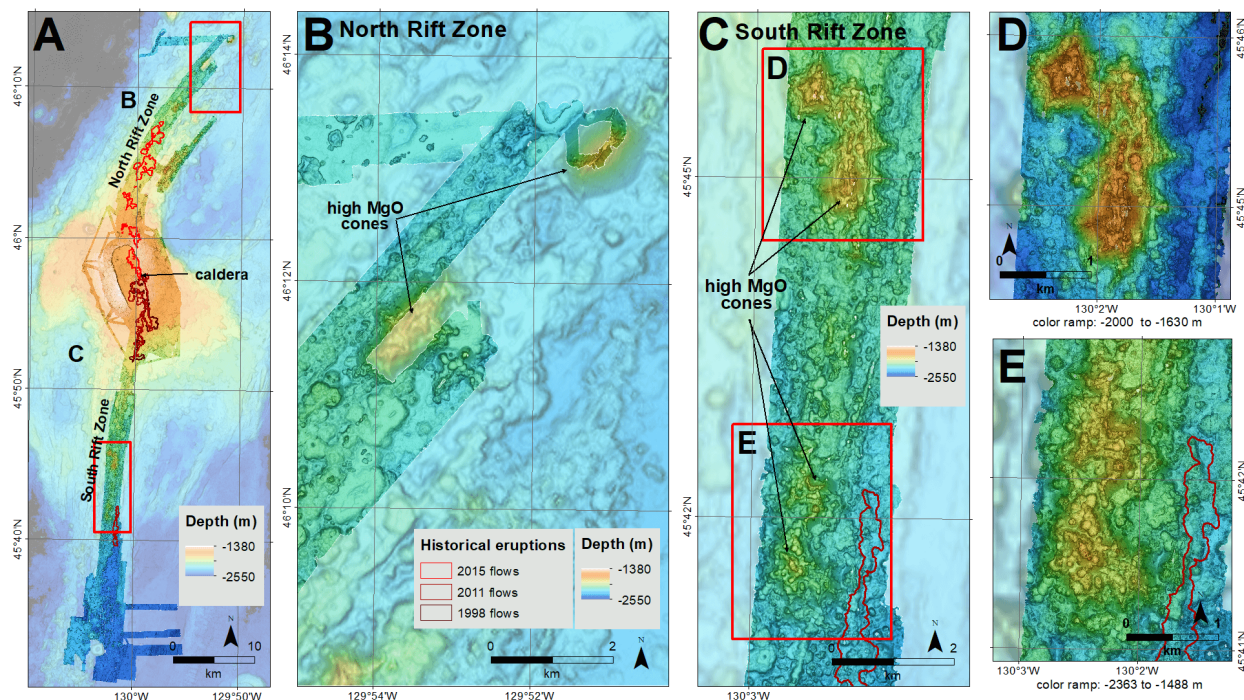 A
B
North Rift Zone
caldera
C
South Rift Zone
Depth (m)
-1380
-2550
N
0
10
km
46°10'N
46°N
45°50'N
45°40'N
130°W
129°50'W
B North Rift Zone
high MgO
cones
Historical eruptions
2015 flows
2011 flows
1998 flows
Depth (m)
-1380
-2550
N
0
2
km
46°14'N
46°12'N
46°10'N
129°54'W
129°52'W
C South Rift Zone
D
high MgO
cones
Depth (m)
-1380
-2550
E
N
0
2
km
45°45'N
45°42'N
130°3'W
D
N
0
1
km
45°46'N
45°45'N
130°2'W
130°1'W
color ramp: -2000 to -1630 m
E
N
0
1
km
45°42'N
45°41'N
130°3'W
130°2'W
color ramp: -2363 to -1488 m